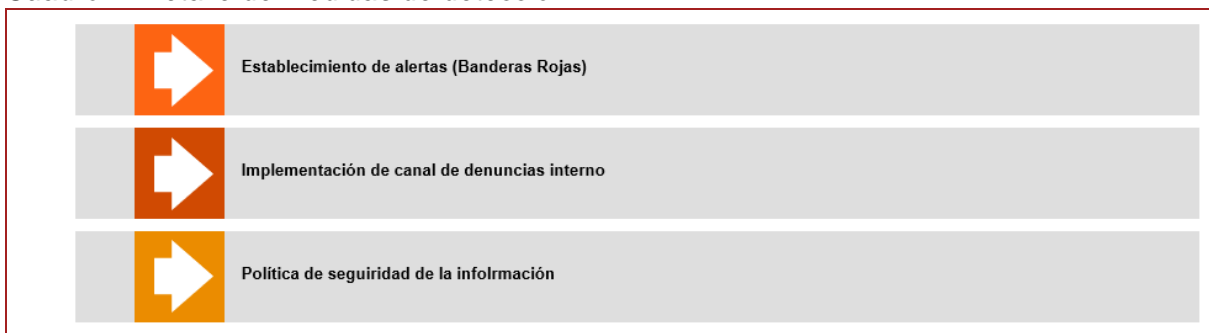 Establecimiento de alertas (Banderas Rojas)
Implementación de canal de denuncias interno
Política de seguiridad de la infolrmación